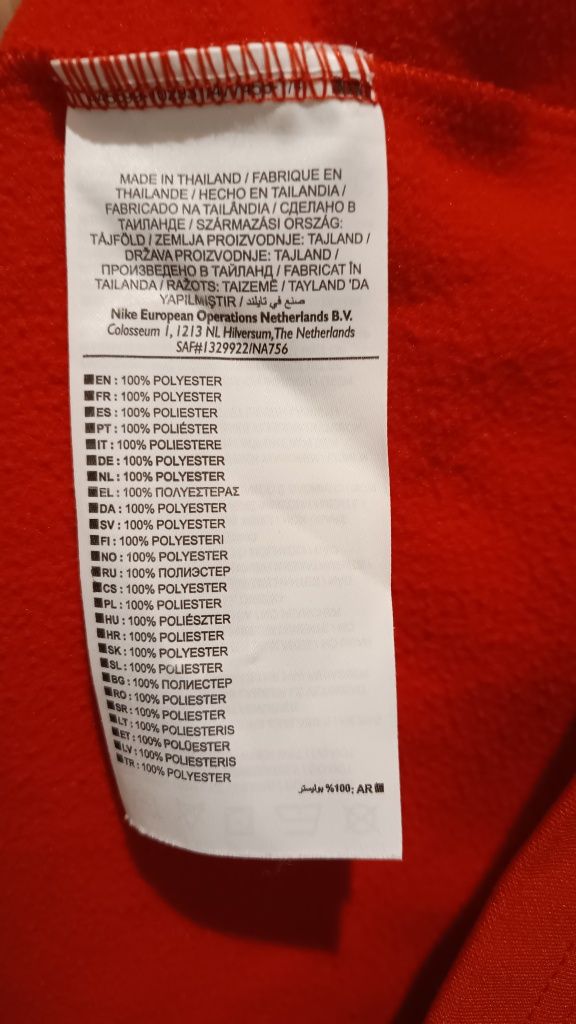 MADE IN THAILAND / FABRIQUE EN
THAILANDE / HECHO EN TAILANDIA /
FABRICADO NA TAILÂNDIA / СДЕЛАНО В
ТАИЛАНДЕ / SZÁRMAZÁSI ORSZÁG:
TÁJFÖLD / ZEMLJA PROIZVODNJE: TAJLAND /
DRŽAVA PROIZVODNJE: TAJLAND /
ПРОИЗВЕДЕНО В ТАЙЛАНД / FABRICAT ÎN
TAILANDA / RAŽOTS: TAIZEMĒ / TAYLAND 'DA
YAPILMIŞTIR / صنع في تايلند
Nike European Operations Netherlands B.V.
Colosseum 1, 1213 NL Hilversum,The Netherlands
SAF#1329922/NA756
EN : 100% POLYESTER
FR : 100% POLYESTER
ES : 100% POLIÉSTER
PT : 100% POLIÉSTER
IT : 100% POLIESTERE
DE : 100% POLYESTER
NL : 100% POLYESTER
EL : 100% ΠΟΛΥΕΣΤΕΡΑΣ
DA : 100% POLYESTER
SV : 100% POLYESTER
FI : 100% POLYESTERI
NO : 100% POLYESTER
RU : 100% ПОЛИЭСТЕР
CS : 100% POLYESTER
PL : 100% POLIESTER
HU : 100% POLIÉSZTER
HR : 100% POLIESTER
SK : 100% POLYESTER
SL : 100% POLIESTER
BG : 100% ПОЛИЕСТЕР
RO : 100% POLIESTER
SR : 100% POLIESTER
LT : 100% POLIESTERIS
ET : 100% POLÜESTER
LV : 100% POLIESTERIS
TR : 100% POLYESTER
AR :100% بوليستر